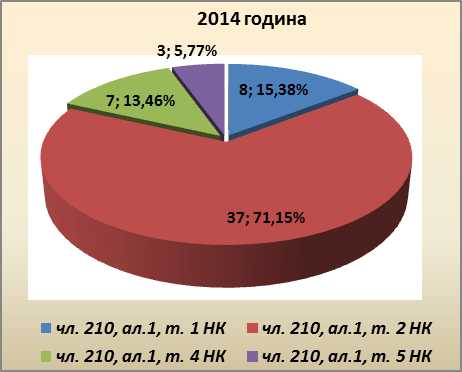 2014 година
3; 5,77%
8; 15,38%
7; 13,46%
37; 71,15%
чл. 210, ал.1, т. 1 НК
чл. 210, ал.1, т. 2 НК
чл. 210, ал.1, т. 4 НК
чл. 210, ал.1, т. 5 НК